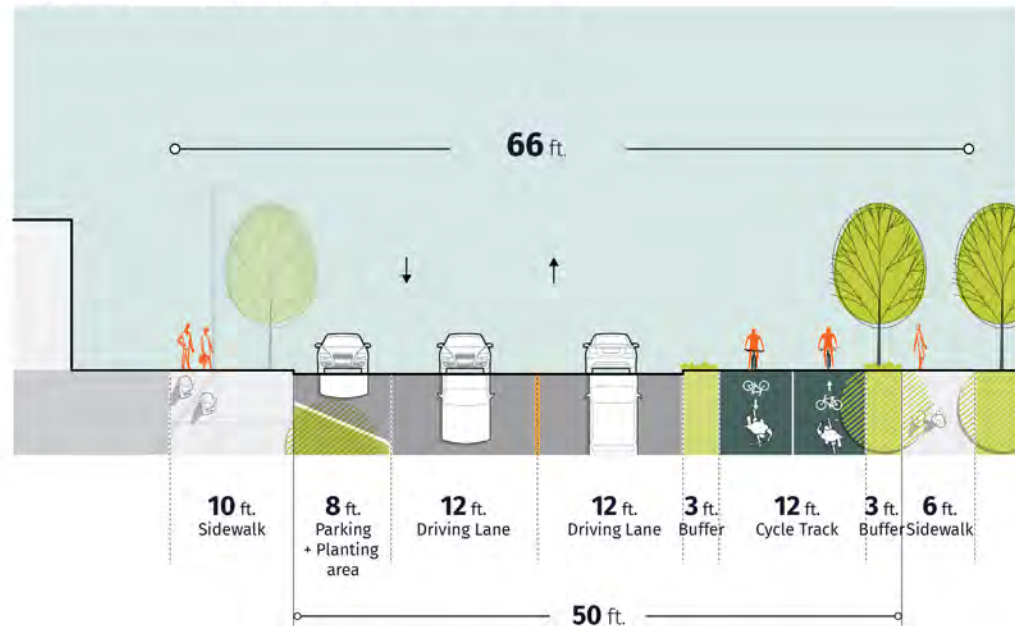 66 ft.
10 ft.
Sidewalk
8 ft.
Parking
+ Planting
area
12 ft.
Driving Lane
12 ft.
Driving Lane
3 ft.
Buffer
12 ft.
Cycle Track
3 ft.
Buffer
6 ft.
Sidewalk
50 ft.